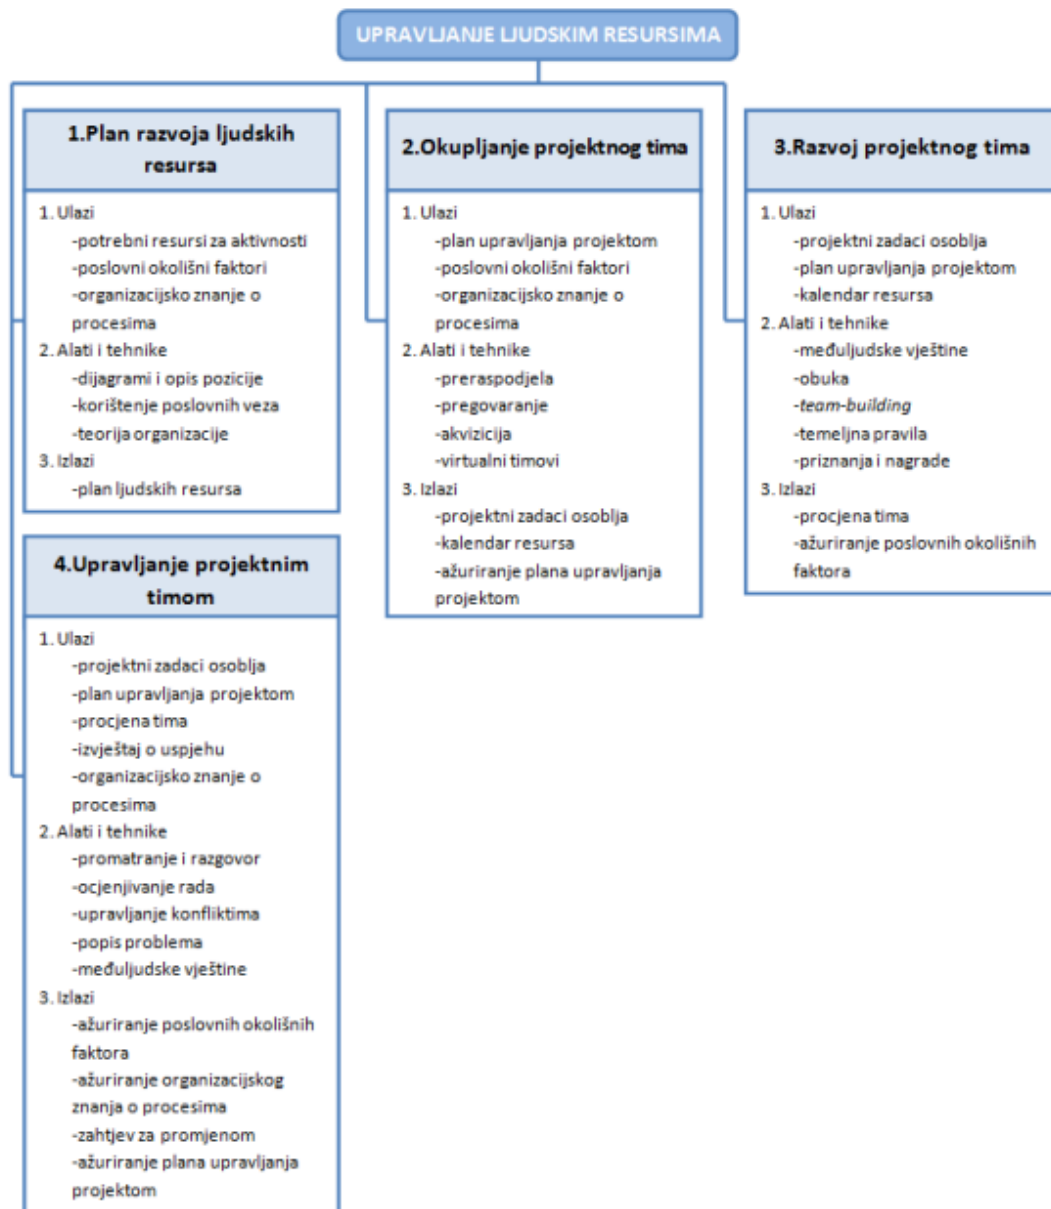 UPRAVLJANJE LJUDSKIM RESURSIMA
1.Plan razvoja ljudskih
resursa
1. Ulazi
-potrebni resursi za aktivnosti
-poslovni okolišni faktori
-organizacijsko znanje o
procesima
2. Alati i tehnike
-dijagrami i opis pozicije
-korištenje poslovnih veza
-teorija organizacije
3. Izlazi
-plan ljudskih resursa
2.Okupljanje projektnog tima
1. Ulazi
-plan upravljanja projektom
-poslovni okolišni faktori
-organizacijsko znanje o
procesima
2. Alati i tehnike
-preraspodjela
-pregovaranje
-akvizicija
-virtualni timovi
3. Izlazi
-projektni zadaci osoblja
-kalendar resursa
-ažuriranje plana upravljanja
projektom
3.Razvoj projektnog tima
1. Ulazi
-projektni zadaci osoblja
-plan upravljanja projektom
-kalendar resursa
2. Alati i tehnike
-međuljudske vještine
-obuka
-team-building
-temeljna pravila
-priznanja i nagrade
3. Izlazi
-procjena tima
-ažuriranje poslovnih okolišnih
faktora
4.Upravljanje projektnim
timom
1. Ulazi
-projektni zadaci osoblja
-plan upravljanja projektom
-procjena tima
-izvještaj o uspjehu
-organizacijsko znanje o
procesima
2. Alati i tehnike
-promatranje i razgovor
-ocjenjivanje rada
-upravljanje konfliktima
-popis problema
-međuljudske vještine
3. Izlazi
-ažuriranje poslovnih okolišnih
faktora
-ažuriranje organizacijskog
znanja o procesima
-zahtjev za promjenom
-ažuriranje plana upravljanja
projektom